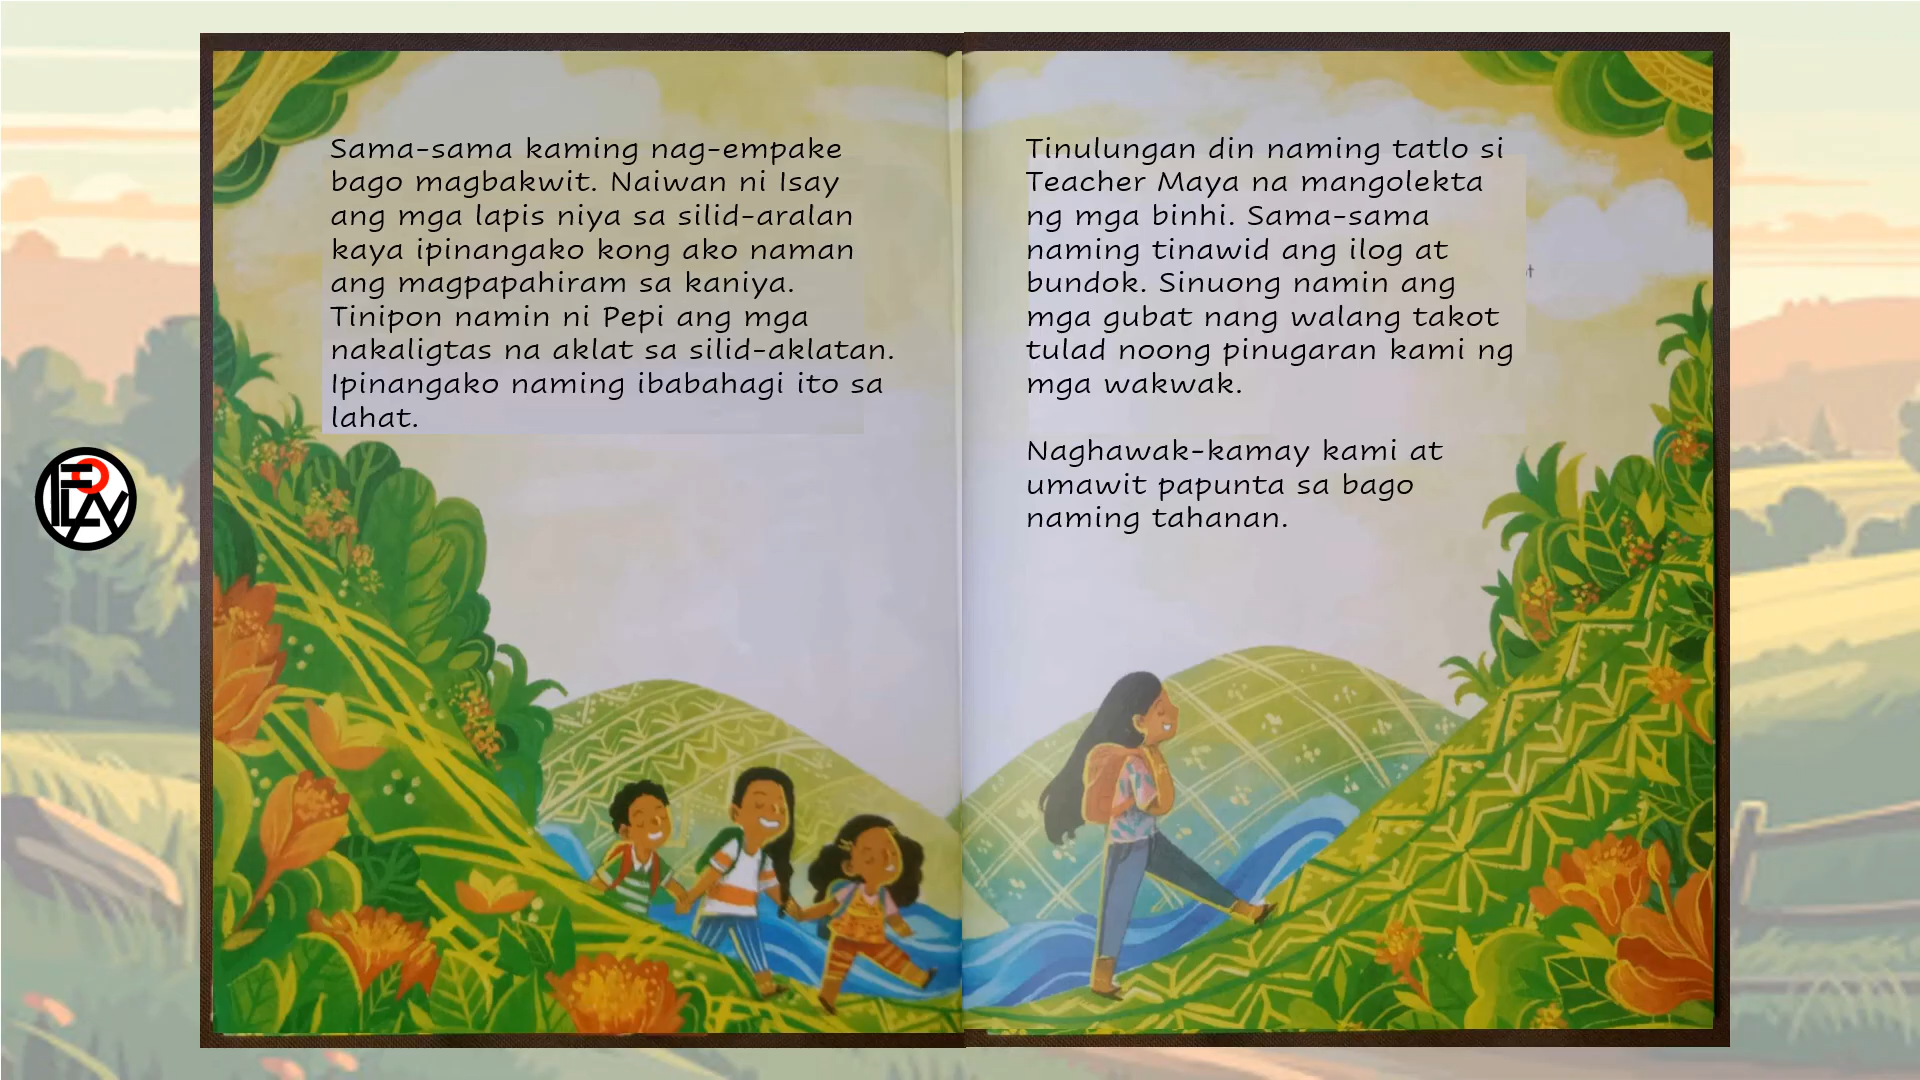 Sama-sama kaming nag-empake
bago magbakwit. Naiwan ni Isay
ang mga lapis niya sa silid-aralan
kaya ipinangako kong ako naman
ang magpapahiram sa kaniya.
Tinipon namin ni Pepi ang mga
nakaligtas na aklat sa silid-aklatan.
Ipinangako naming ibabahagi ito sa
lahat.
Tinulungan din naming tatlo si
Teacher Maya na mangolekta
ng mga binhi. Sama-sama
naming tinawid ang ilog at
bundok. Sinuong namin ang
mga gubat nang walang takot
tulad noong pinugaran kami ng
mga wakwak.
Naghawak-kamay kami at
umawit papunta sa bago
naming tahanan.